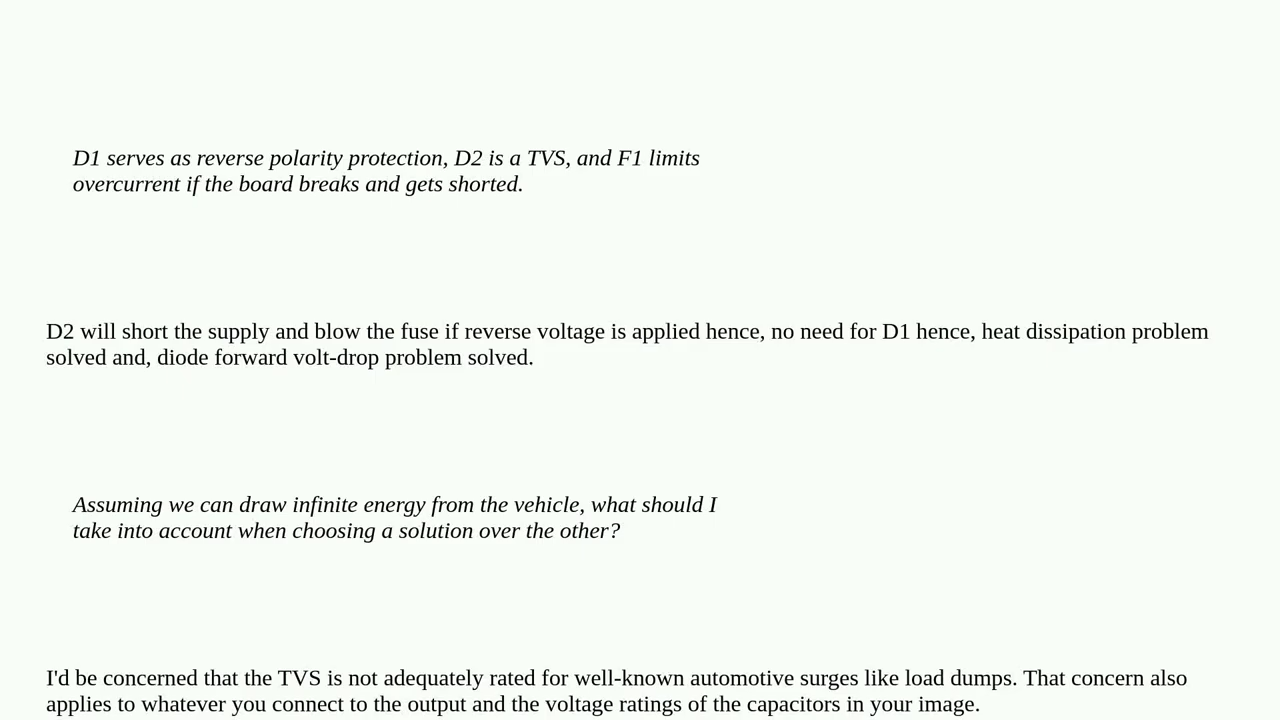 D1 serves as reverse polarity protection, D2 is a TVS, and F1 limits
overcurrent if the board breaks and gets shorted.
D2 will short the supply and blow the fuse if reverse voltage is applied hence, no need for D1 hence, heat dissipation problem
solved and, diode forward volt-drop problem solved.
Assuming we can draw infinite energy from the vehicle, what should I
take into account when choosing a solution over the other?
I'd be concerned that the TVS is not adequately rated for well-known automotive surges like load dumps. That concern also
applies to whatever you connect to the output and the voltage ratings of the capacitors in your image.